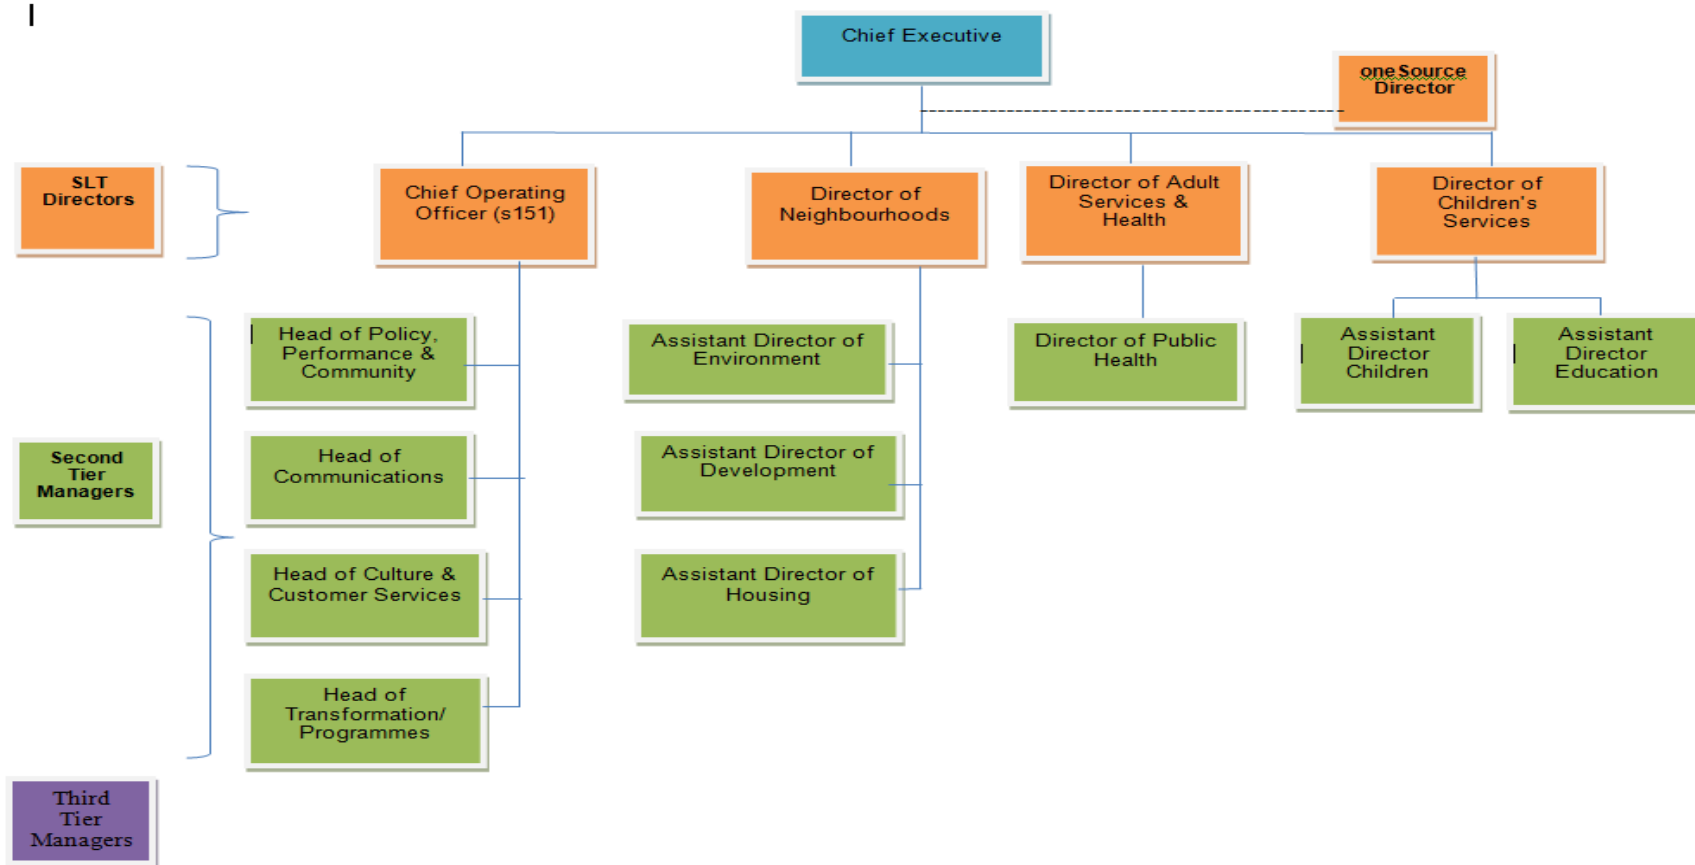 Chief Executive
oneSource
Director
SLT
Directors
Chief Operating
Officer (s151)
Director of
Neighbourhoods
Director of Adult
Services &
Health
Director of
Children's
Services
Head of Policy,
Performance &
Community
Assistant Director of
Environment
Director of Public
Health
Assistant
Director
Children
Assistant
Director
Education
Second
Tier
Managers
Head of
Communications
Assistant Director of
Development
Head of Culture &
Customer Services
Assistant Director of
Housing
Head of
Transformation/
Programmes
Third
Tier
Managers